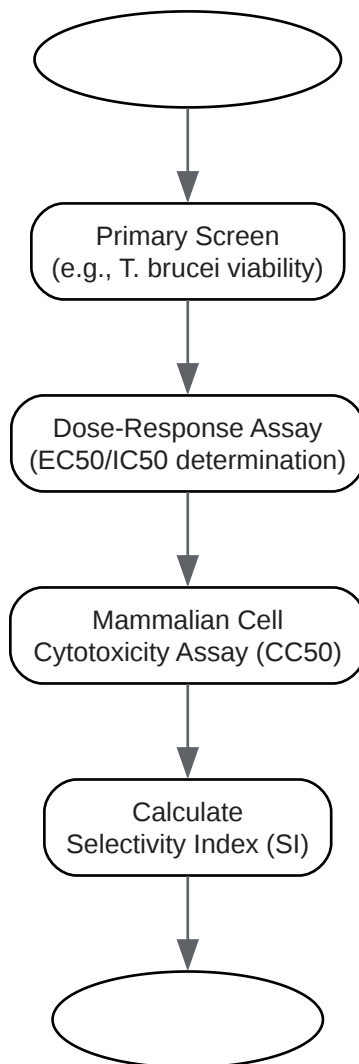 Primary Screen
(e.g., T. brucei viability)
Dose-Response Assay
(EC50/IC50 determination)
Mammalian Cell
Cytotoxicity Assay (CC50)
Calculate
Selectivity Index (SI)